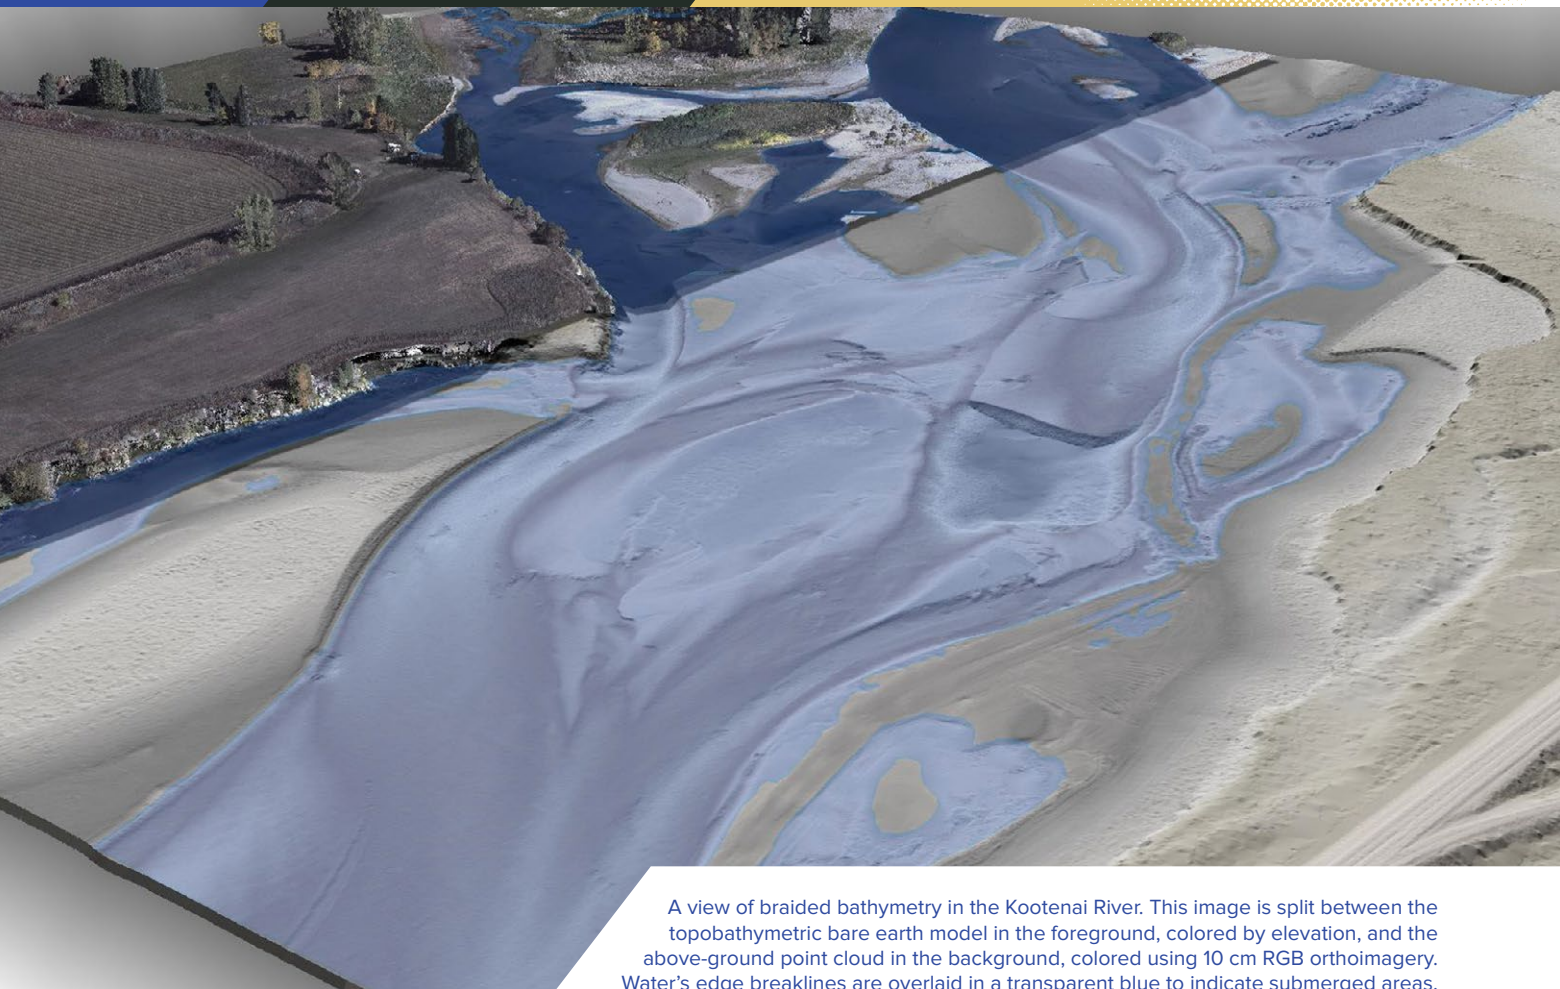 A view of braided bathymetry in the Kootenai River. This image is split between the
topobathymetric bare earth model in the foreground, colored by elevation, and the
above-ground point cloud in the background, colored using 10 cm RGB orthoimagery.
Water's edge breaklines are overlaid in a transparent blue to indicate submerged areas.